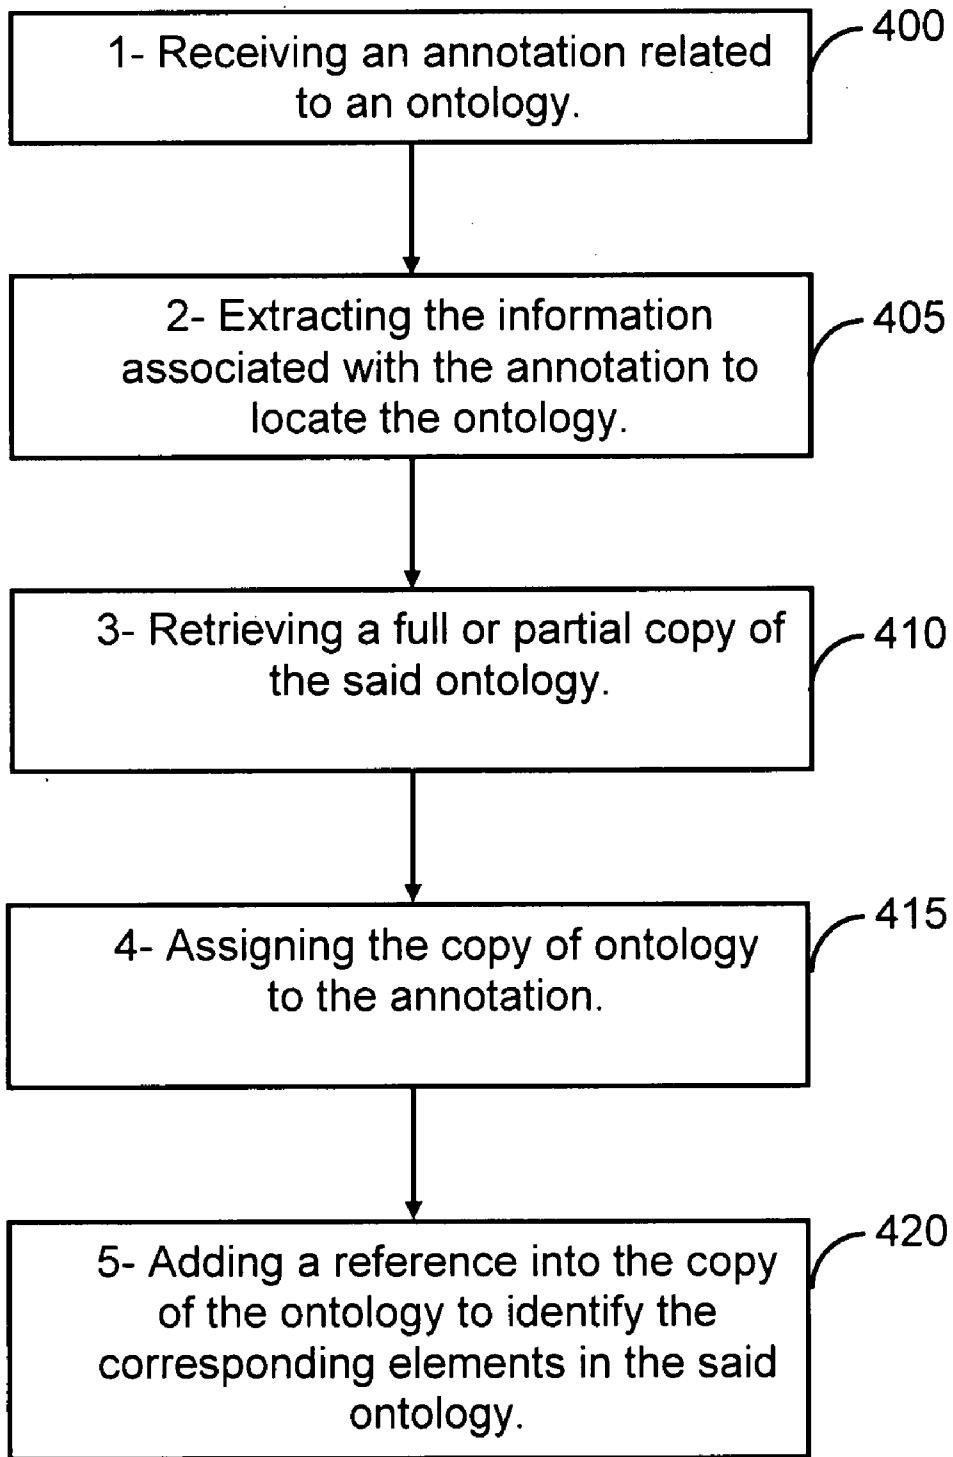 1- Receiving an annotation related
to an ontology.
400
2- Extracting the information
associated with the annotation to
locate the ontology.
405
3- Retrieving a full or partial copy of
the said ontology.
410
4- Assigning the copy of ontology
to the annotation.
415
5- Adding a reference into the copy
of the ontology to identify the
corresponding elements in the said
ontology.
420